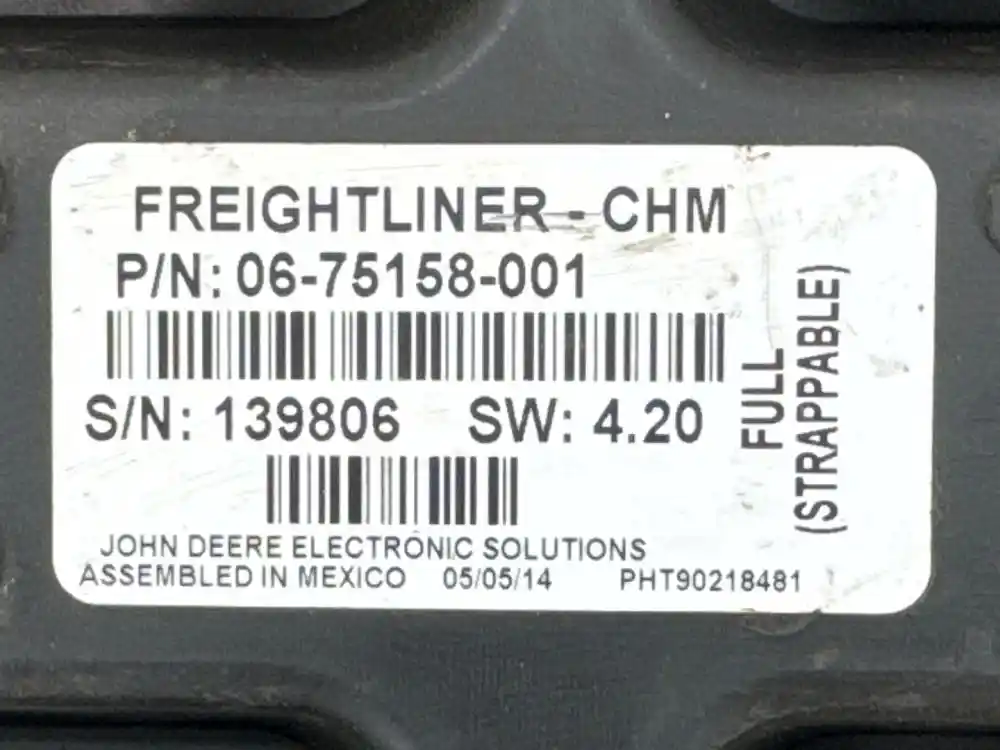 FREIGHTLINER - CHM
P/N: 06-75158-001
S/N: 139806 SW: 4.20
JOHN DEERE ELECTRONIC SOLUTIONS
ASSEMBLED IN MEXICO 05/05/14 PHT90218481
FULL
(STRAPPABLE)